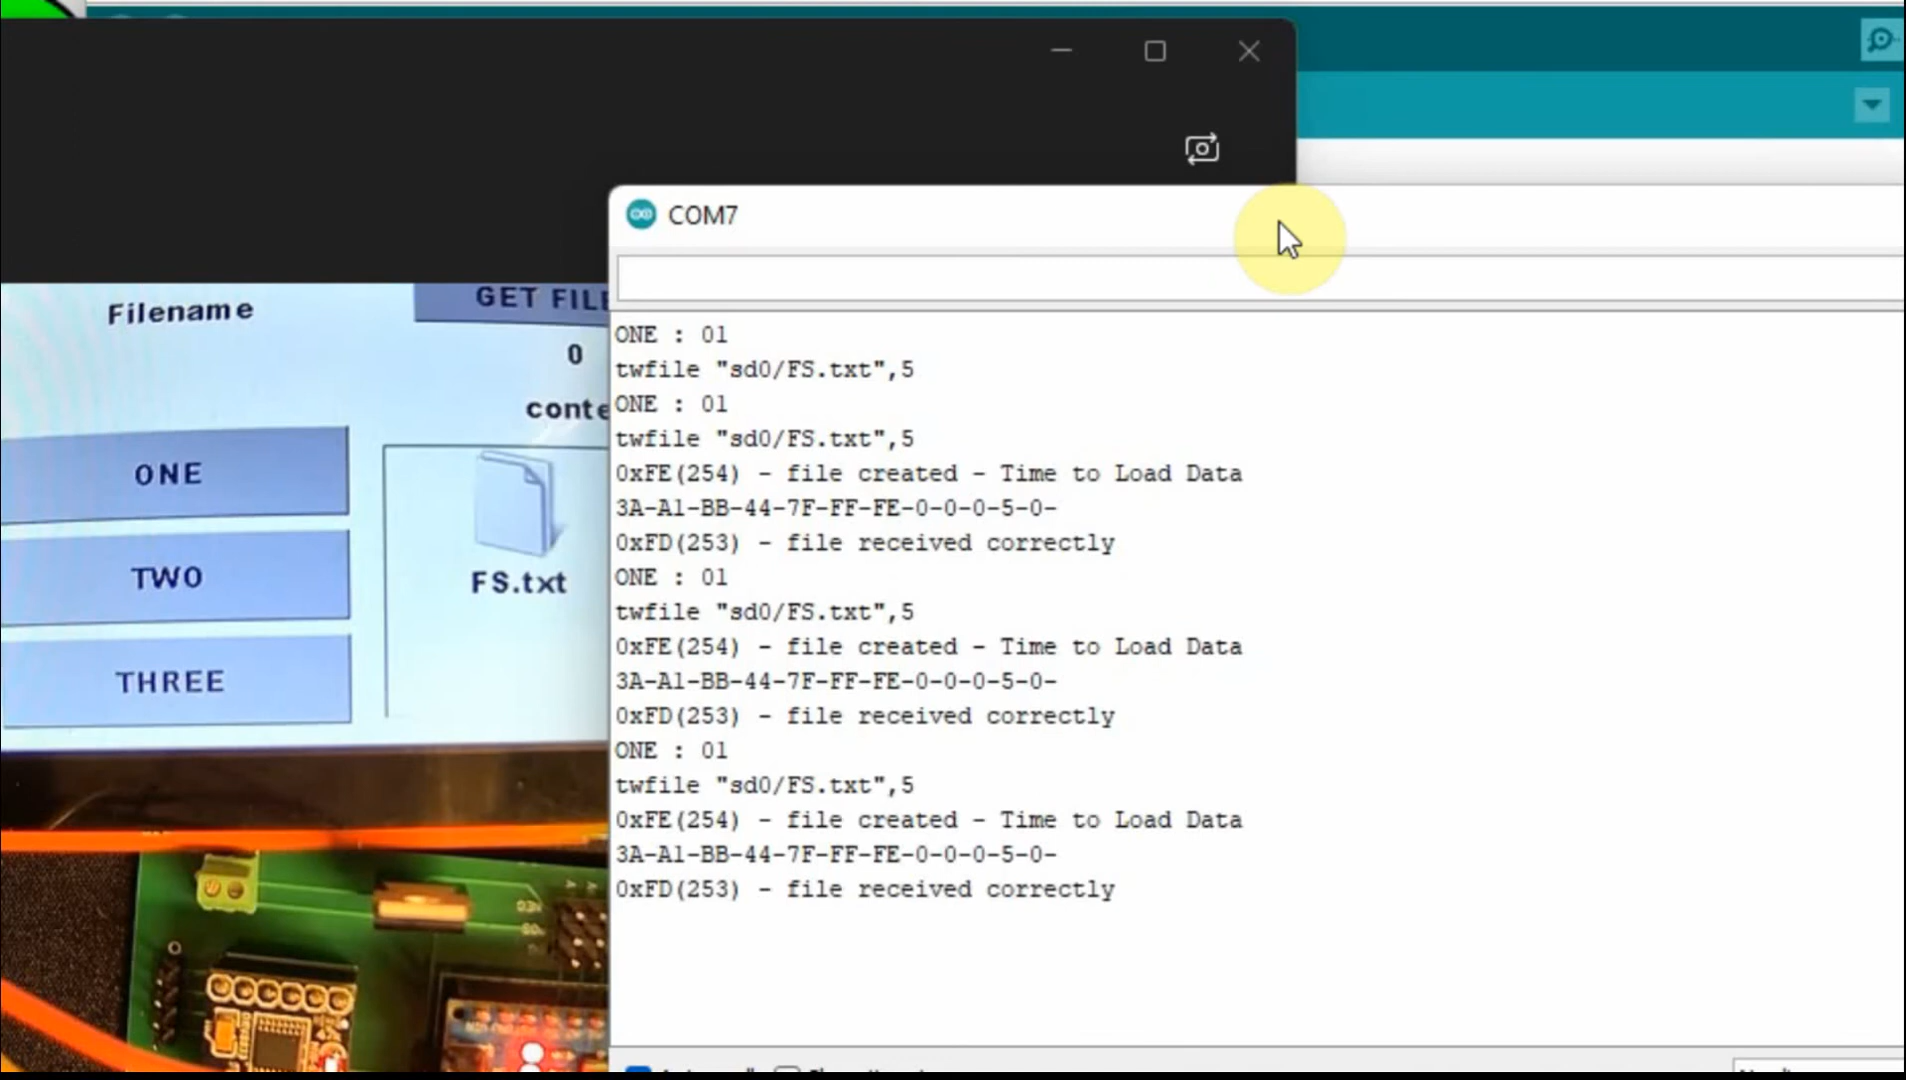 COM7
Filename
GET FILE
0
conte
ONE
TWO
THREE
FS.txt
ONE : 01
twfile "sd0/FS.txt",5
ONE : 01
twfile "sd0/FS.txt",5
0xFE(254) - file created - Time to Load Data
3A-A1-BB-44-7F-FF-FE-0-0-0-5-0-
0xFD(253) - file received correctly
ONE : 01
twfile "sd0/FS.txt",5
0xFE(254) - file created - Time to Load Data
3A-A1-BB-44-7F-FF-FE-0-0-0-5-0-
0xFD(253) - file received correctly
ONE : 01
twfile "sd0/FS.txt",5
0xFE(254) - file created - Time to Load Data
3A-A1-BB-44-7F-FF-FE-0-0-0-5-0-
0xFD(253) - file received correctly